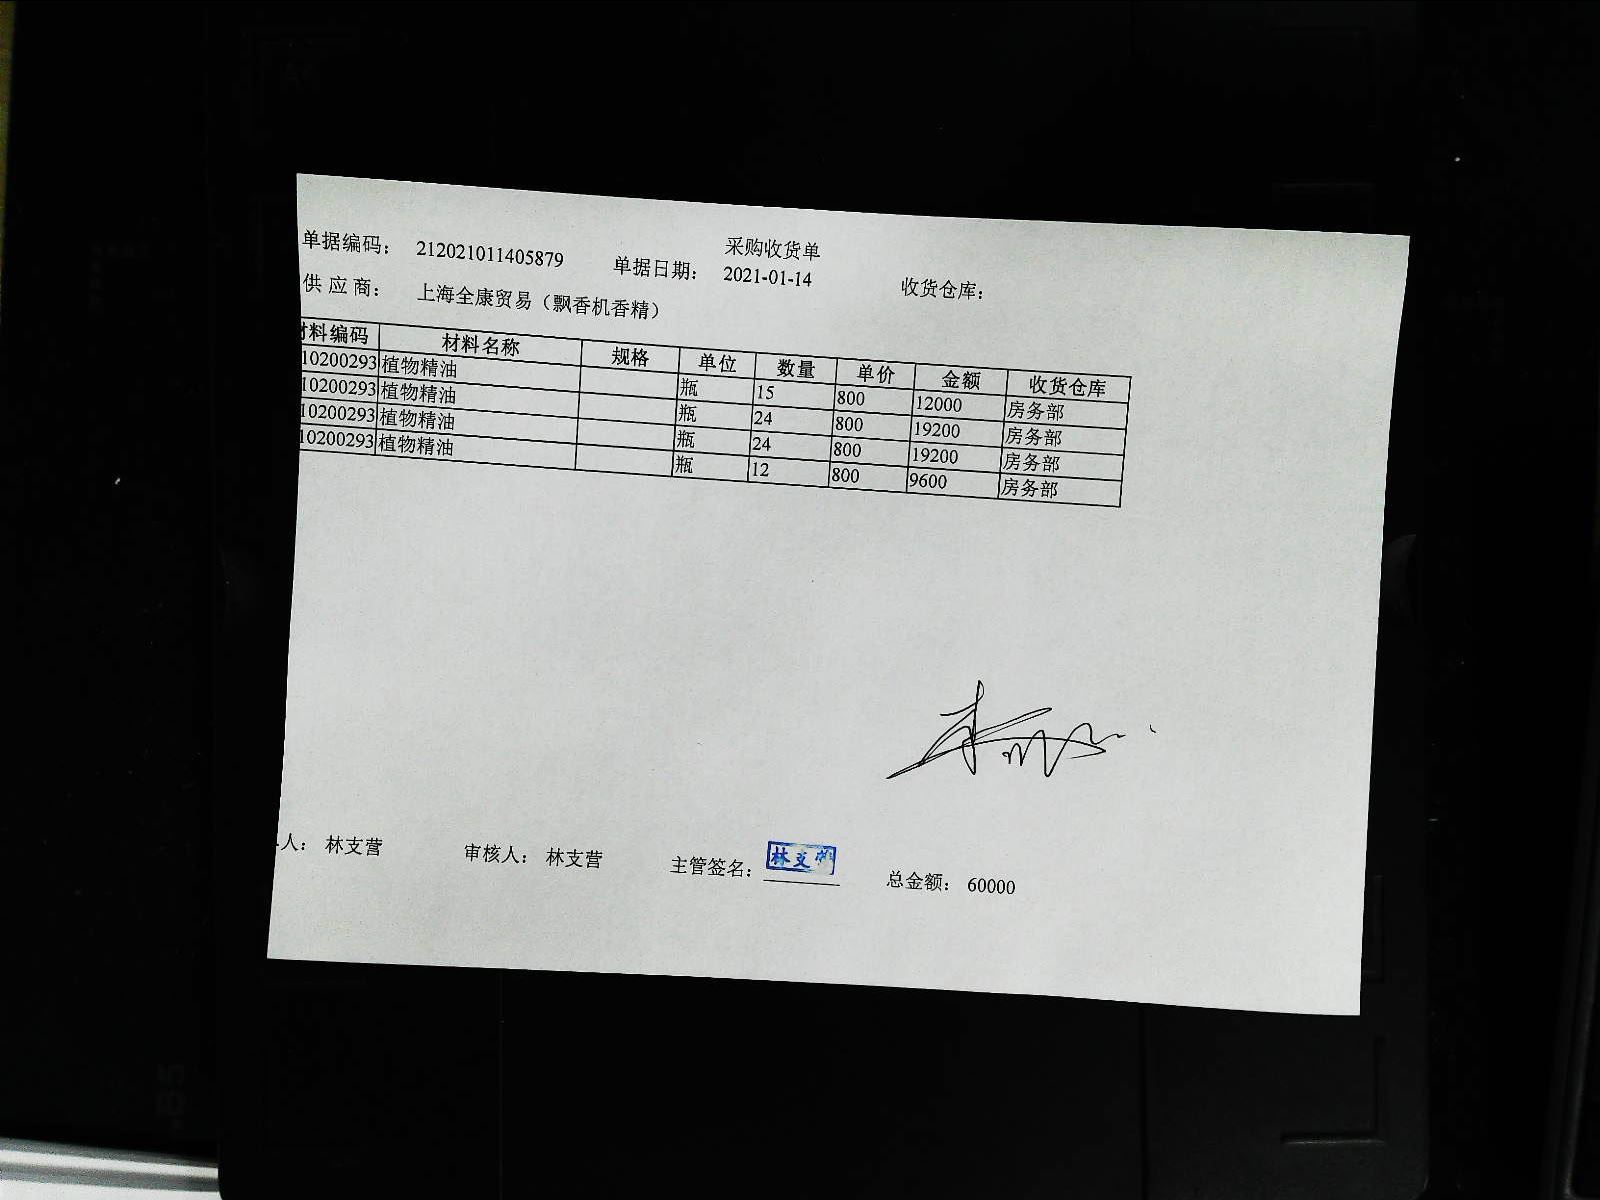 采购收货单
单据编码： 212021011405879 单据日期： 2021-01-14 收货仓库：
供 应 商： 上海全康贸易（飘香机香精）
材料编码 材料名称 规格 单位 数量 单价 金额 收货仓库
10200293 植物精油 瓶 15 800 12000 房务部
10200293 植物精油 瓶 24 800 19200 房务部
10200293 植物精油 瓶 24 800 19200 房务部
10200293 植物精油 瓶 12 800 9600 房务部
人： 林支营 审核人： 林支营 主管签名： 林支营 总金额： 60000